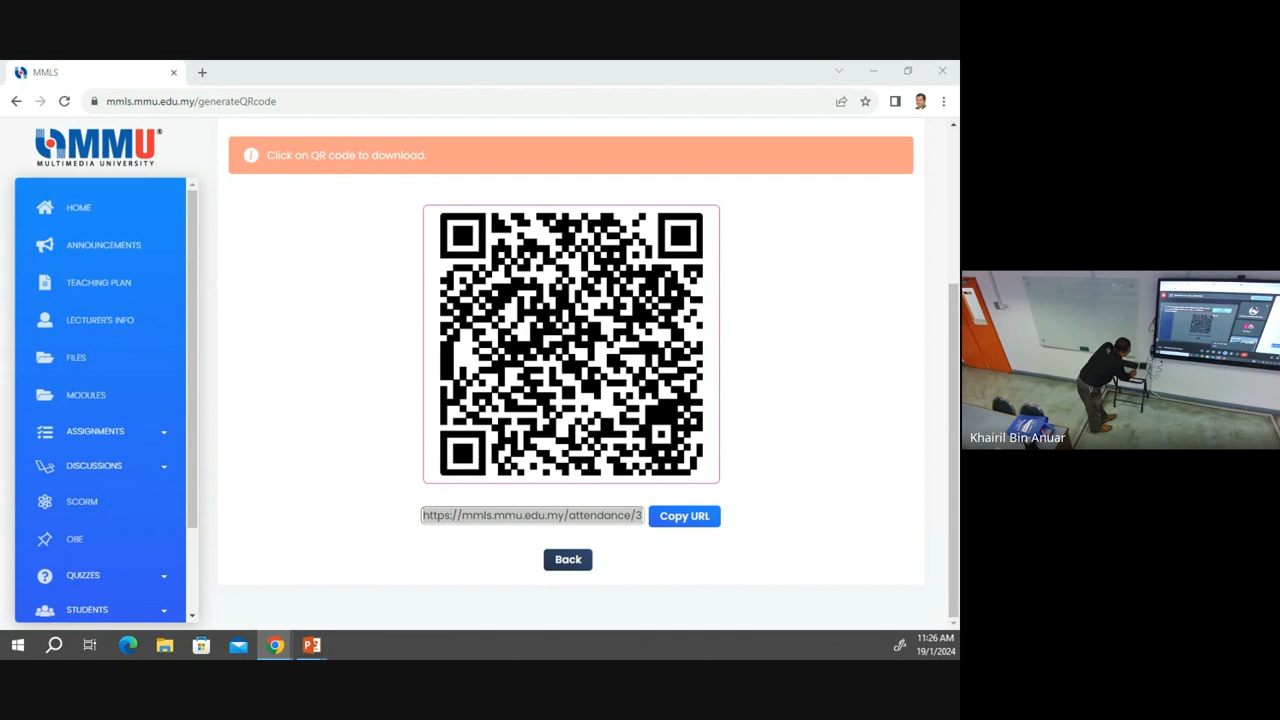 MMLS
mmls.mmu.edu.my/generateQRcode
MMU®
MULTIMEDIA UNIVERSITY
Click on QR code to download.
HOME
ANNOUNCEMENTS
TEACHING PLAN
LECTURER'S INFO
FILES
MODULES
ASSIGNMENTS
DISCUSSIONS
SCORM
OBE
QUIZZES
STUDENTS
https://mmls.mmu.edu.my/attendance/3
Copy URL
Back
Khairil Bin Anuar
11:26 AM
19/1/2024